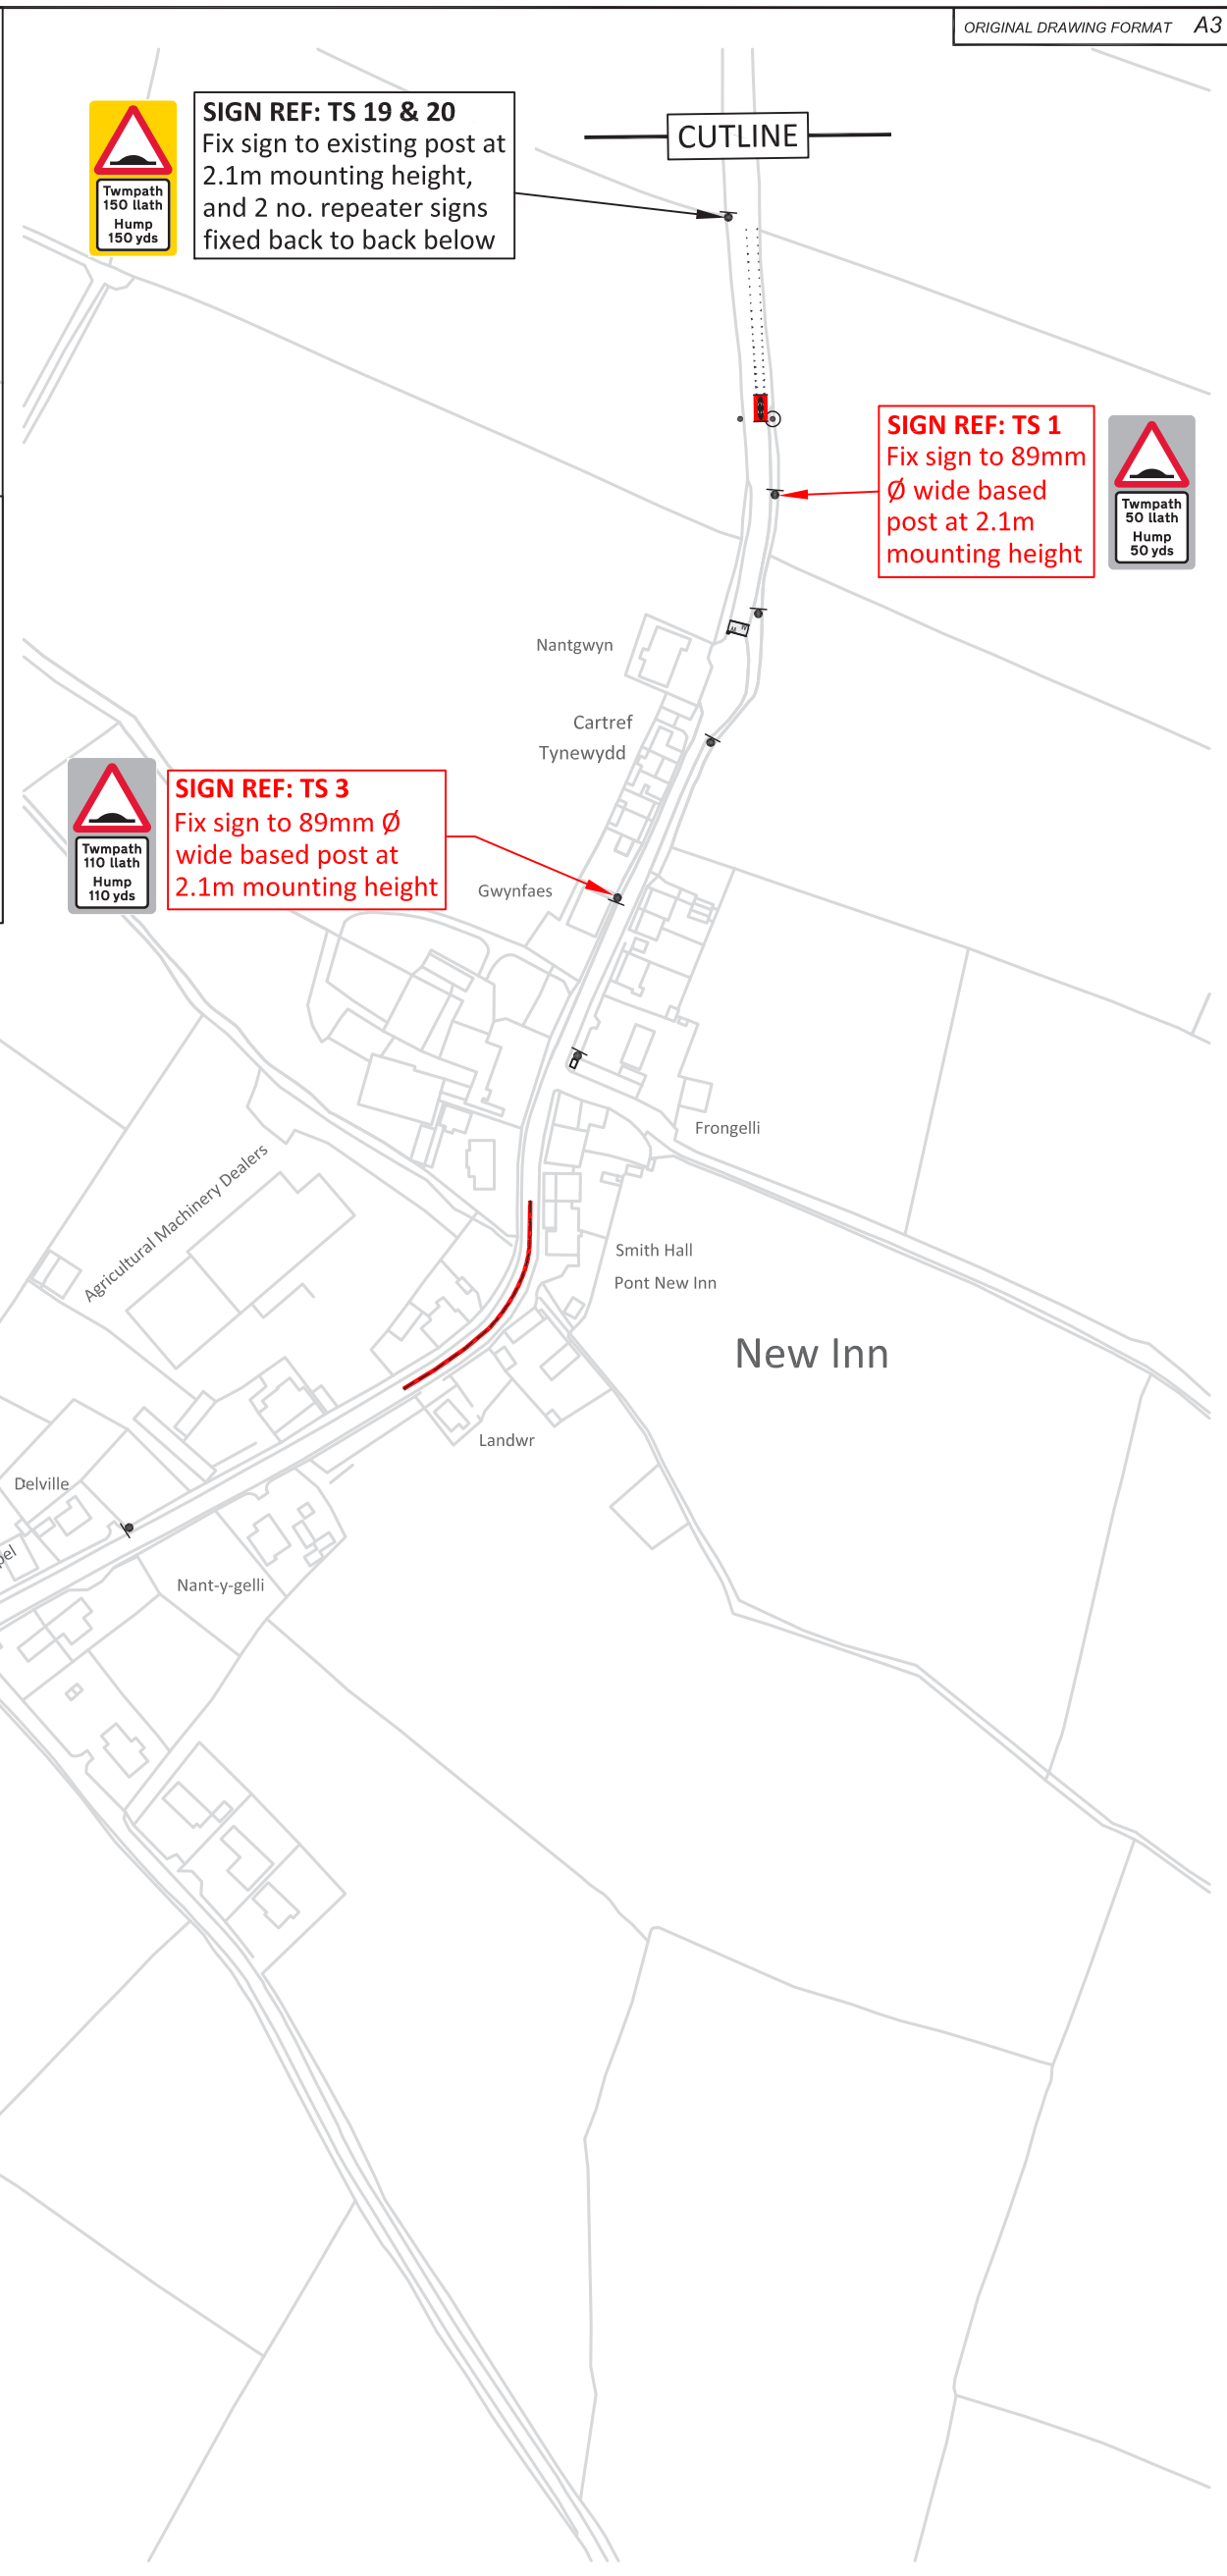 ORIGINAL DRAWING FORMAT A3
Twmpath
150 llath
Hump
150 yds
SIGN REF: TS 19 & 20
Fix sign to existing post at
2.1m mounting height,
and 2 no. repeater signs
fixed back to back below
CUTLINE
SIGN REF: TS 1
Fix sign to 89mm
Ø wide based
post at 2.1m
mounting height
Twmpath
50 llath
Hump
50 yds
Nantgwyn
Cartref
Tynewydd
Twmpath
110 llath
Hump
110 yds
SIGN REF: TS 3
Fix sign to 89mm Ø
wide based post at
2.1m mounting height
Gwynfaes
Frongelli
Agricultural Machinery Dealers
Smith Hall
Pont New Inn
New Inn
Landwr
Delville
Nant-y-gelli